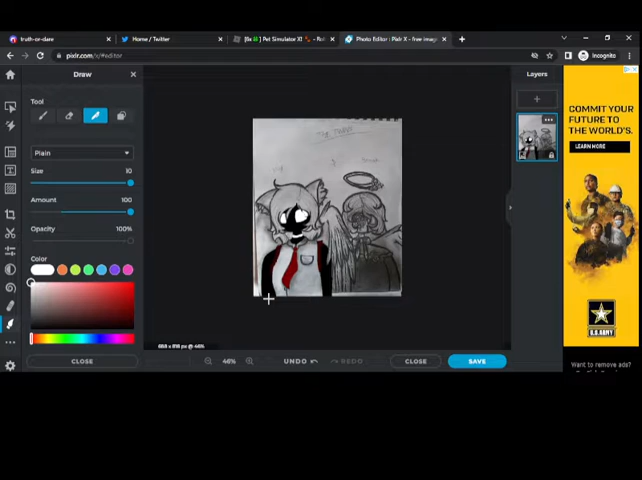 truth-or-dare
Home / Twitter
Photo Editor : Pixlr X - free imag
pixlr.com/x/#editor
Incognito
Draw
Layers
Tool
Plain
Size 10
Amount 100
Opacity 100%
Color
CLOSE
46%
UNDO
REDO
CLOSE
SAVE
COMMIT
YOUR
FUTURE TO
THE WORLD'S.
LEARN MORE
U.S.ARMY
Want to remove ads?